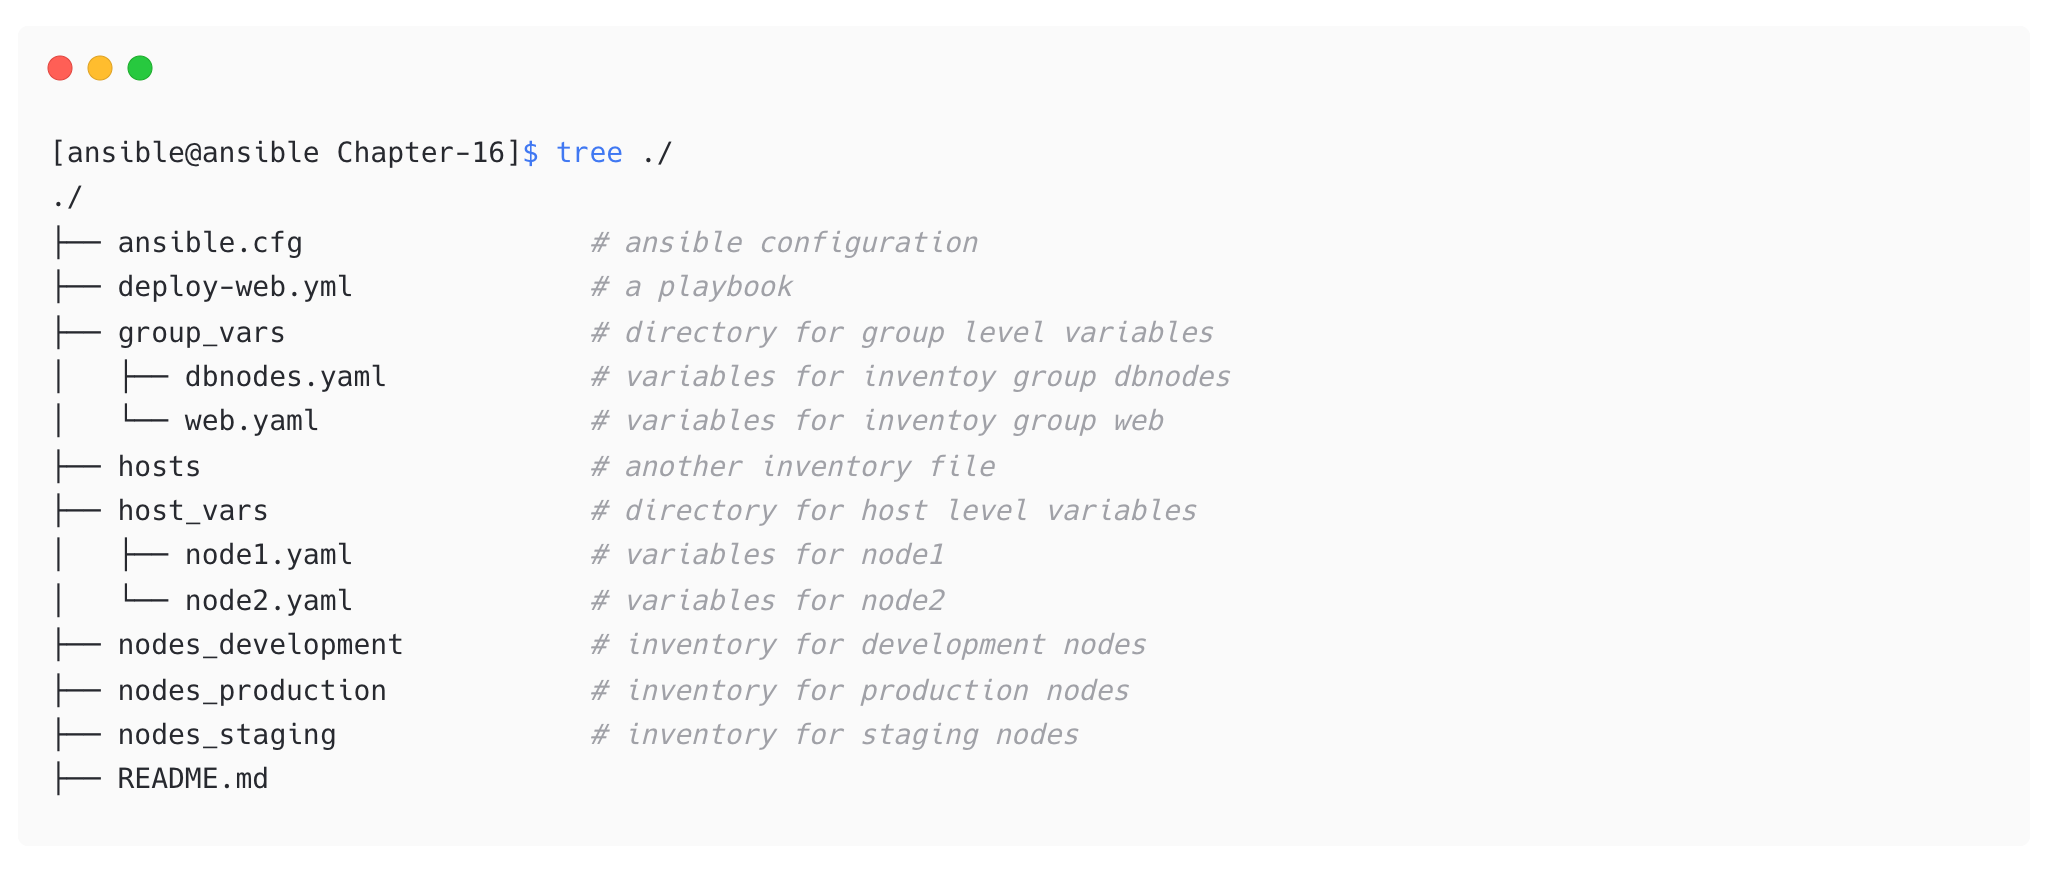 [ansible@ansible Chapter-16]$ tree ./
./
├── ansible.cfg                 # ansible configuration
├── deploy-web.yml              # a playbook
├── group_vars                  # directory for group level variables
│   ├── dbnodes.yaml            # variables for inventoy group dbnodes
│   └── web.yaml                # variables for inventoy group web
├── hosts                       # another inventory file
├── host_vars                   # directory for host level variables
│   ├── node1.yaml              # variables for node1
│   └── node2.yaml              # variables for node2
├── nodes_development           # inventory for development nodes
├── nodes_production            # inventory for production nodes
├── nodes_staging               # inventory for staging nodes
├── README.md